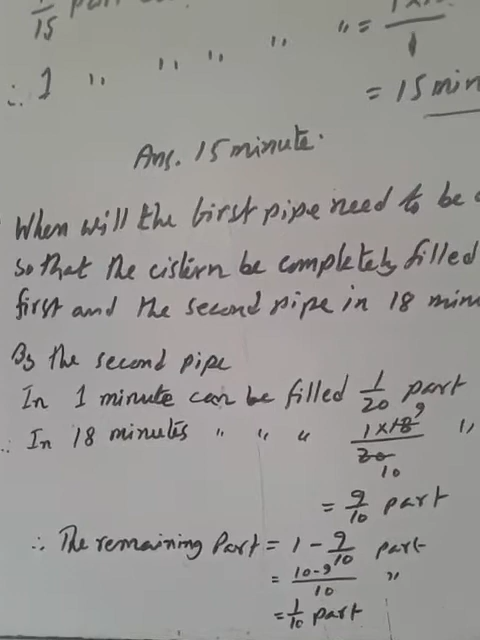 1/15 part
∴ 1 " " " " " = 1×15/1
= 15 min
Ans. 15 minute.
When will the first pipe need to be
so that the cistern be completely filled
first and the second pipe in 18 minu
By the second pipe
In 1 minute can be filled 1/20 part
∴ In 18 minutes " " " 1×18 9/20 10 "
= 9/10 part
∴ The remaining Part = 1 - 9/10 part
= 10-9/10 "
= 1/10 part